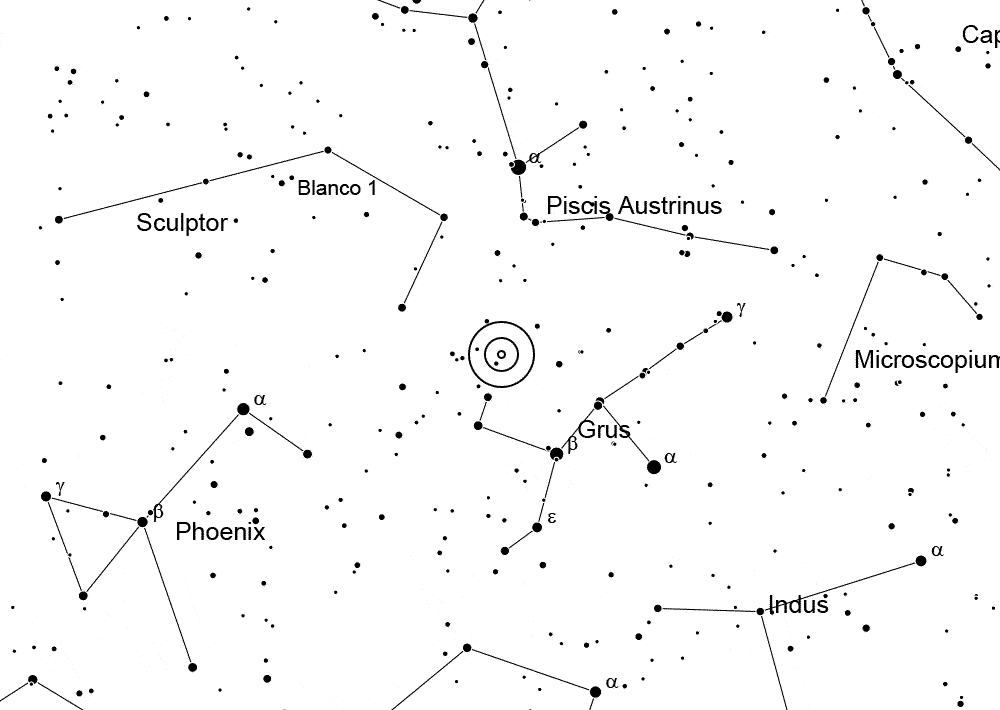 Cap
α
Blanco 1
Piscis Austrinus
Sculptor
γ
Microscopium
α
Grus
β
α
γ
β
ε
Phoenix
α
Indus
α